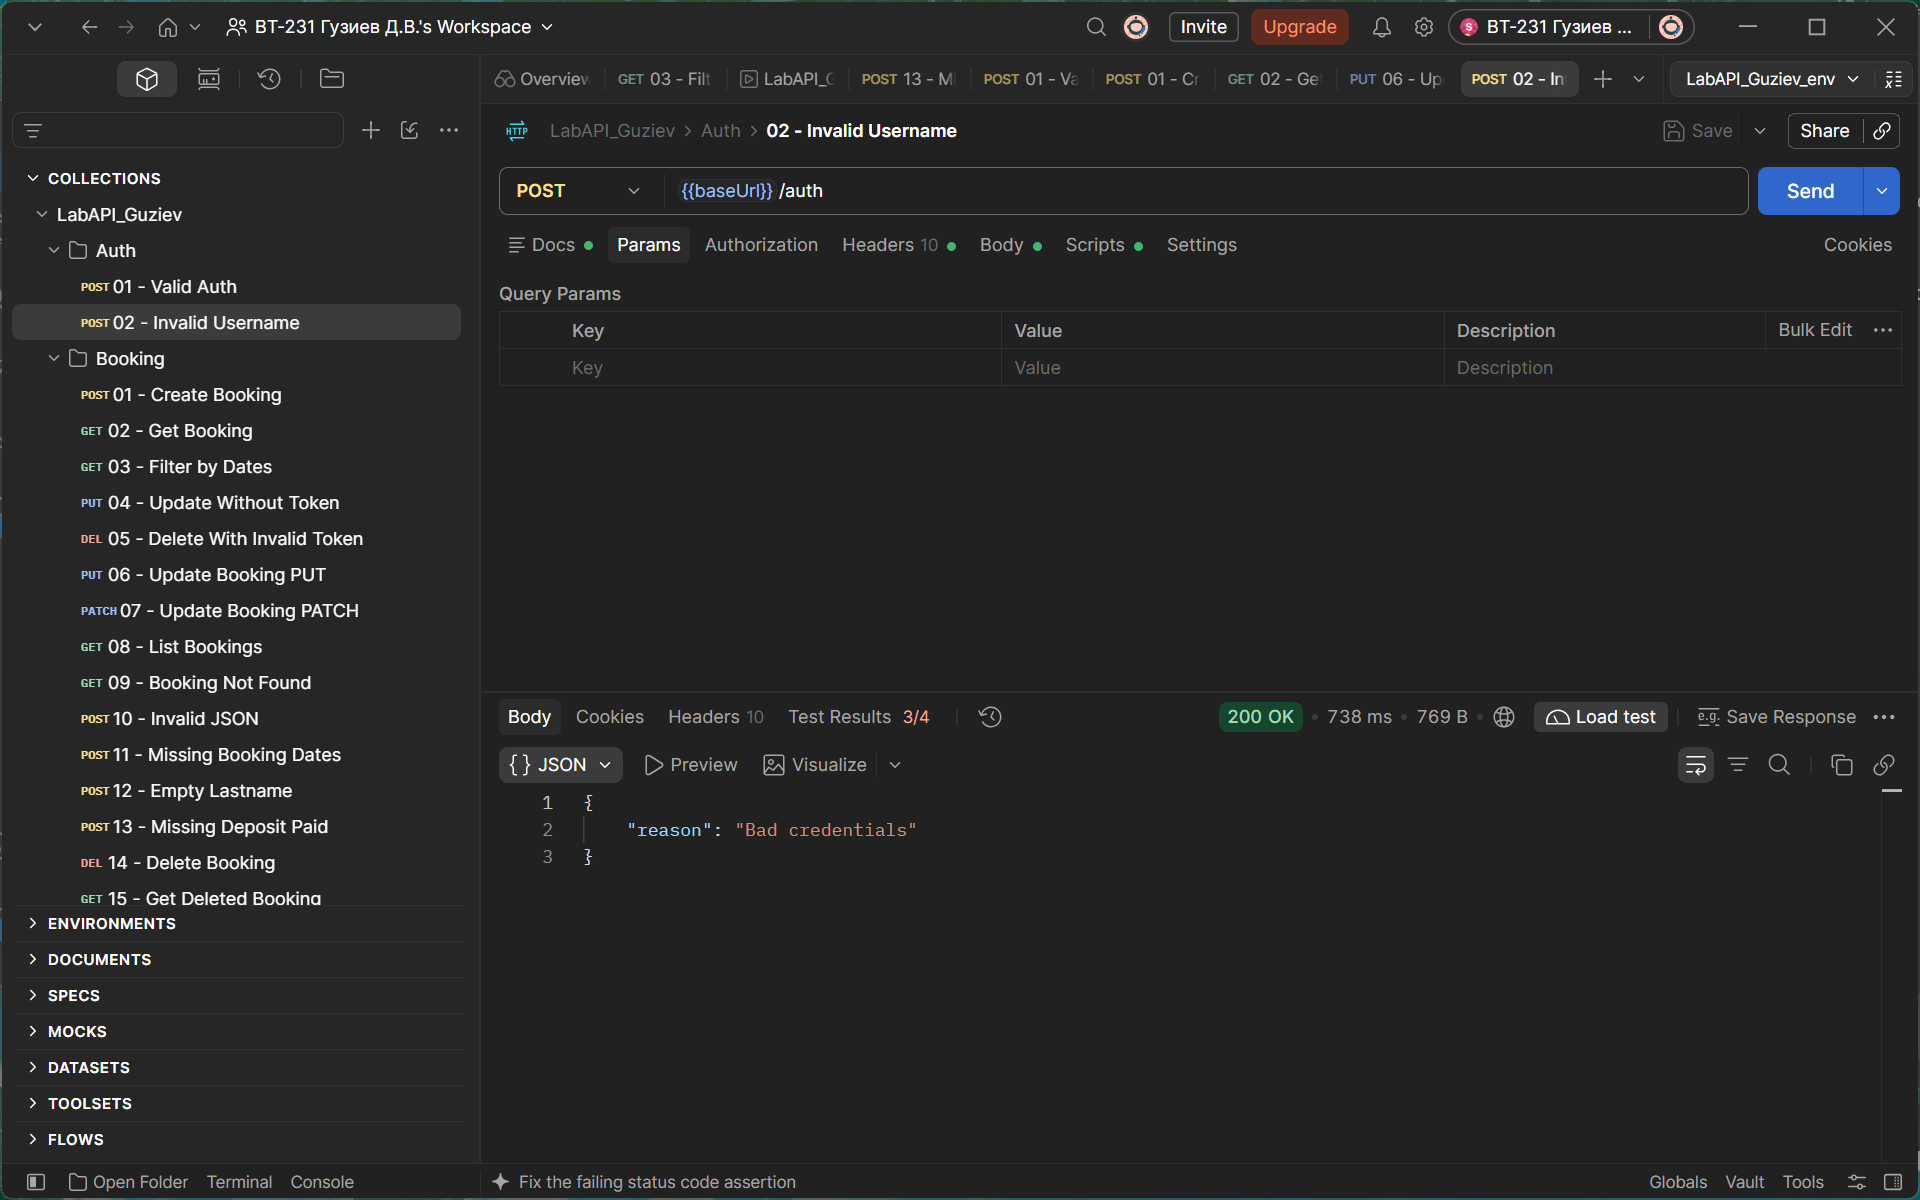 ВТ-231 Гузиев Д.В.'s Workspace
Invite
Upgrade
ВТ-231 Гузиев ...
Overview
GET 03 - Filt
LabAPI_G
POST 13 - Mi
POST 01 - Va
POST 01 - Cr
GET 02 - Get
PUT 06 - Up
POST 02 - In
LabAPI_Guziev_env
HTTP
LabAPI_Guziev > Auth > 02 - Invalid Username
Save
Share
POST
{{baseUrl}} /auth
Send
Docs
Params
Authorization
Headers 10
Body
Scripts
Settings
Cookies
Query Params
Key Value Description Bulk Edit
Key Value Description
COLLECTIONS
LabAPI_Guziev
Auth
POST 01 - Valid Auth
POST 02 - Invalid Username
Booking
POST 01 - Create Booking
GET 02 - Get Booking
GET 03 - Filter by Dates
PUT 04 - Update Without Token
DEL 05 - Delete With Invalid Token
PUT 06 - Update Booking PUT
PATCH 07 - Update Booking PATCH
GET 08 - List Bookings
GET 09 - Booking Not Found
POST 10 - Invalid JSON
POST 11 - Missing Booking Dates
POST 12 - Empty Lastname
POST 13 - Missing Deposit Paid
DEL 14 - Delete Booking
GET 15 - Get Deleted Booking
ENVIRONMENTS
DOCUMENTS
SPECS
MOCKS
DATASETS
TOOLSETS
FLOWS
Body
Cookies
Headers 10
Test Results 3/4
200 OK • 738 ms • 769 B •
Load test
e.g. Save Response
{} JSON
Preview
Visualize
1 {
2 "reason": "Bad credentials"
3 }
Open Folder
Terminal
Console
Fix the failing status code assertion
Globals
Vault
Tools